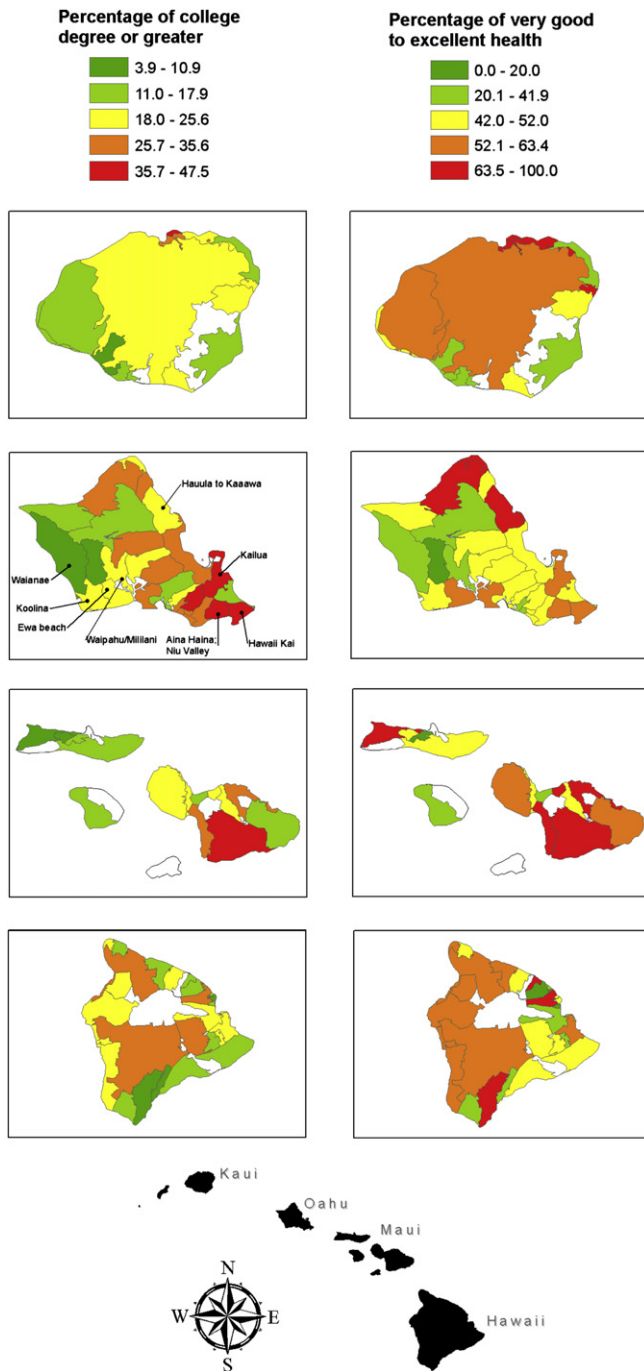 Percentage of college
degree or greater
3.9 - 10.9
11.0 - 17.9
18.0 - 25.6
25.7 - 35.6
35.7 - 47.5
Percentage of very good
to excellent health
0.0 - 20.0
20.1 - 41.9
42.0 - 52.0
52.1 - 63.4
63.5 - 100.0
Hauula to Kaaawa
Kailua
Waianae
Koolina
Ewa beach
Waipahu/Mililani
Aina Haina:
Niu Valley
Hawaii Kai
Kaui
Oahu
Maui
Hawaii
N
W
E
S